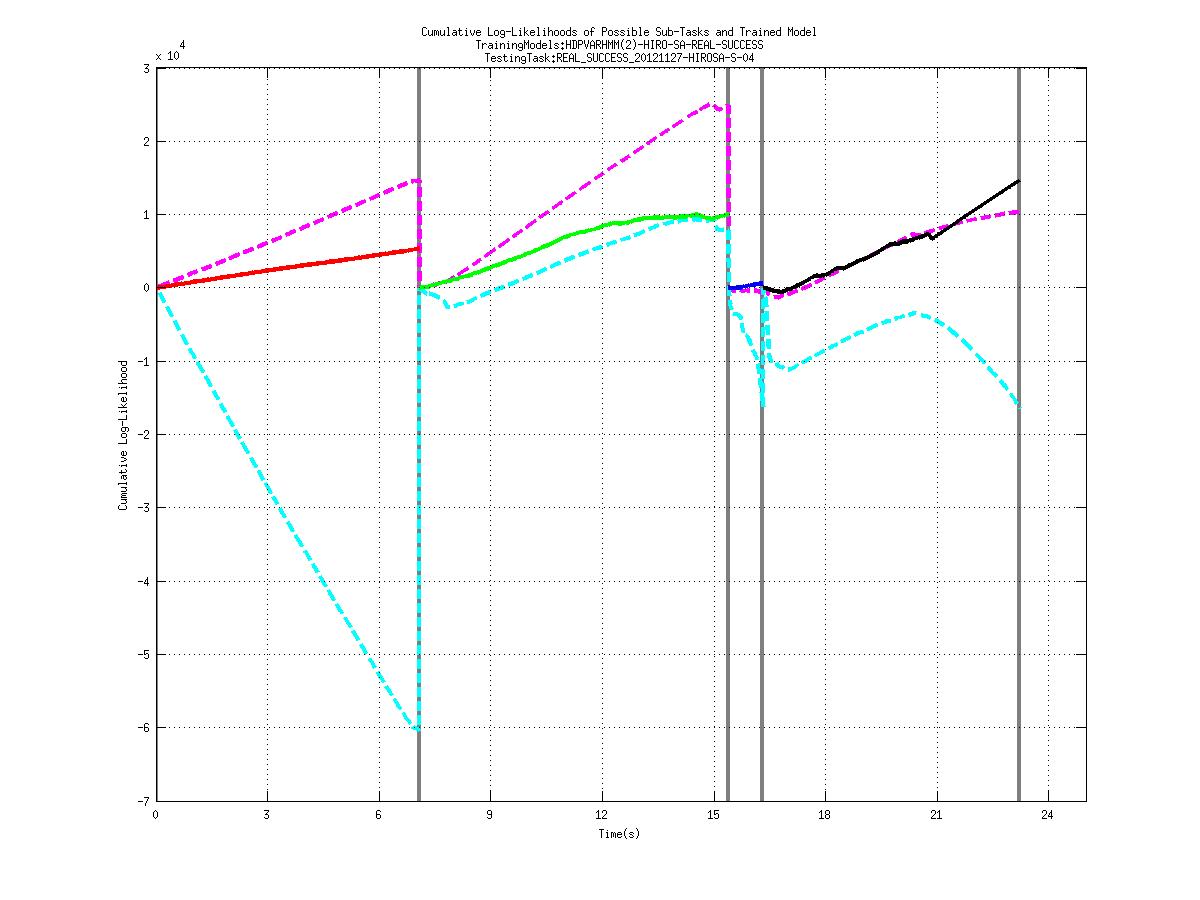 Cumulative Log-Likelihoods of Possible Sub-Tasks and Trained Model
TrainingModels:HDPVARHMM(2)-HIRO-SA-REAL-SUCCESS
TestingTask:REAL_SUCCESS_20121127-HIROSA-S-04
x 10^4
3
2
1
0
-1
-2
-3
-4
-5
-6
-7
Cumulative Log-Likelihood
0 3 6 9 12 15 18 21 24
Time(s)